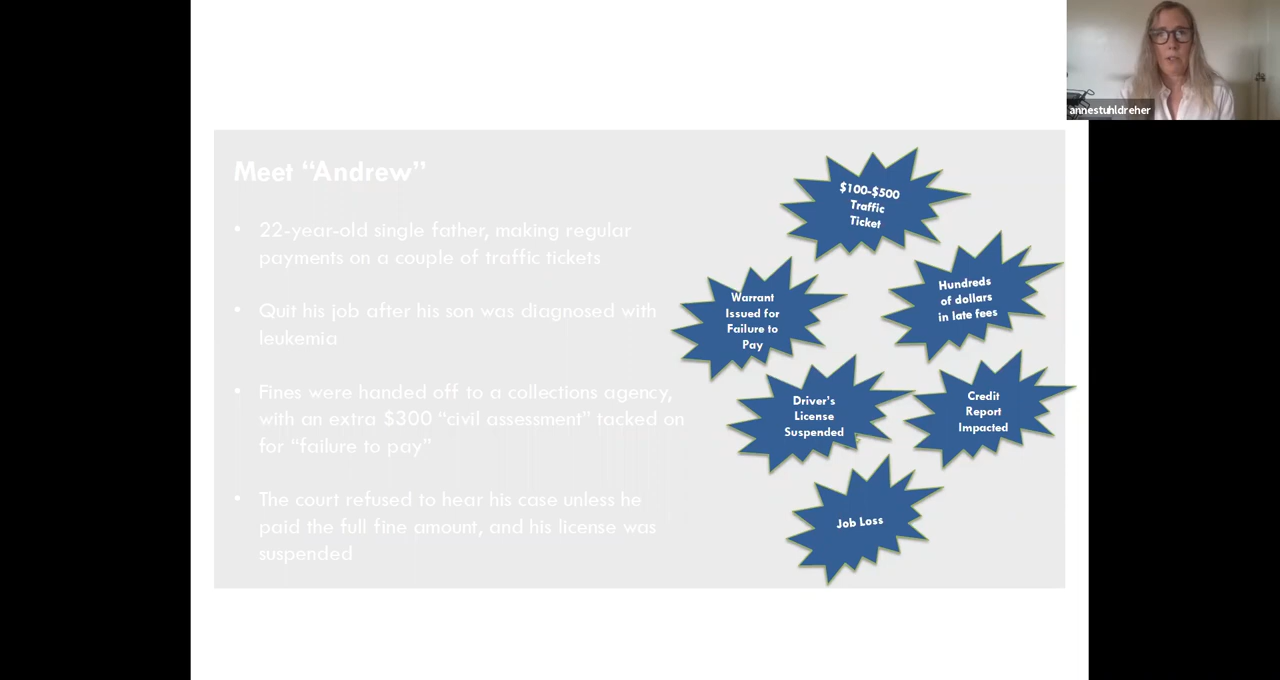 annestuhldreher
Meet “Andrew”
• 22-year-old single father, making regular
payments on a couple of traffic tickets
• Quit his job after his son was diagnosed with
leukemia
• Fines were handed off to a collections agency,
with an extra $300 “civil assessment” tacked on
for “failure to pay”
• The court refused to hear his case unless he
paid the full fine amount, and his license was
suspended
$100-$500
Traffic
Ticket
Warrant
Issued for
Failure to
Pay
Hundreds
of dollars
in late fees
Driver’s
License
Suspended
Credit
Report
Impacted
Job Loss